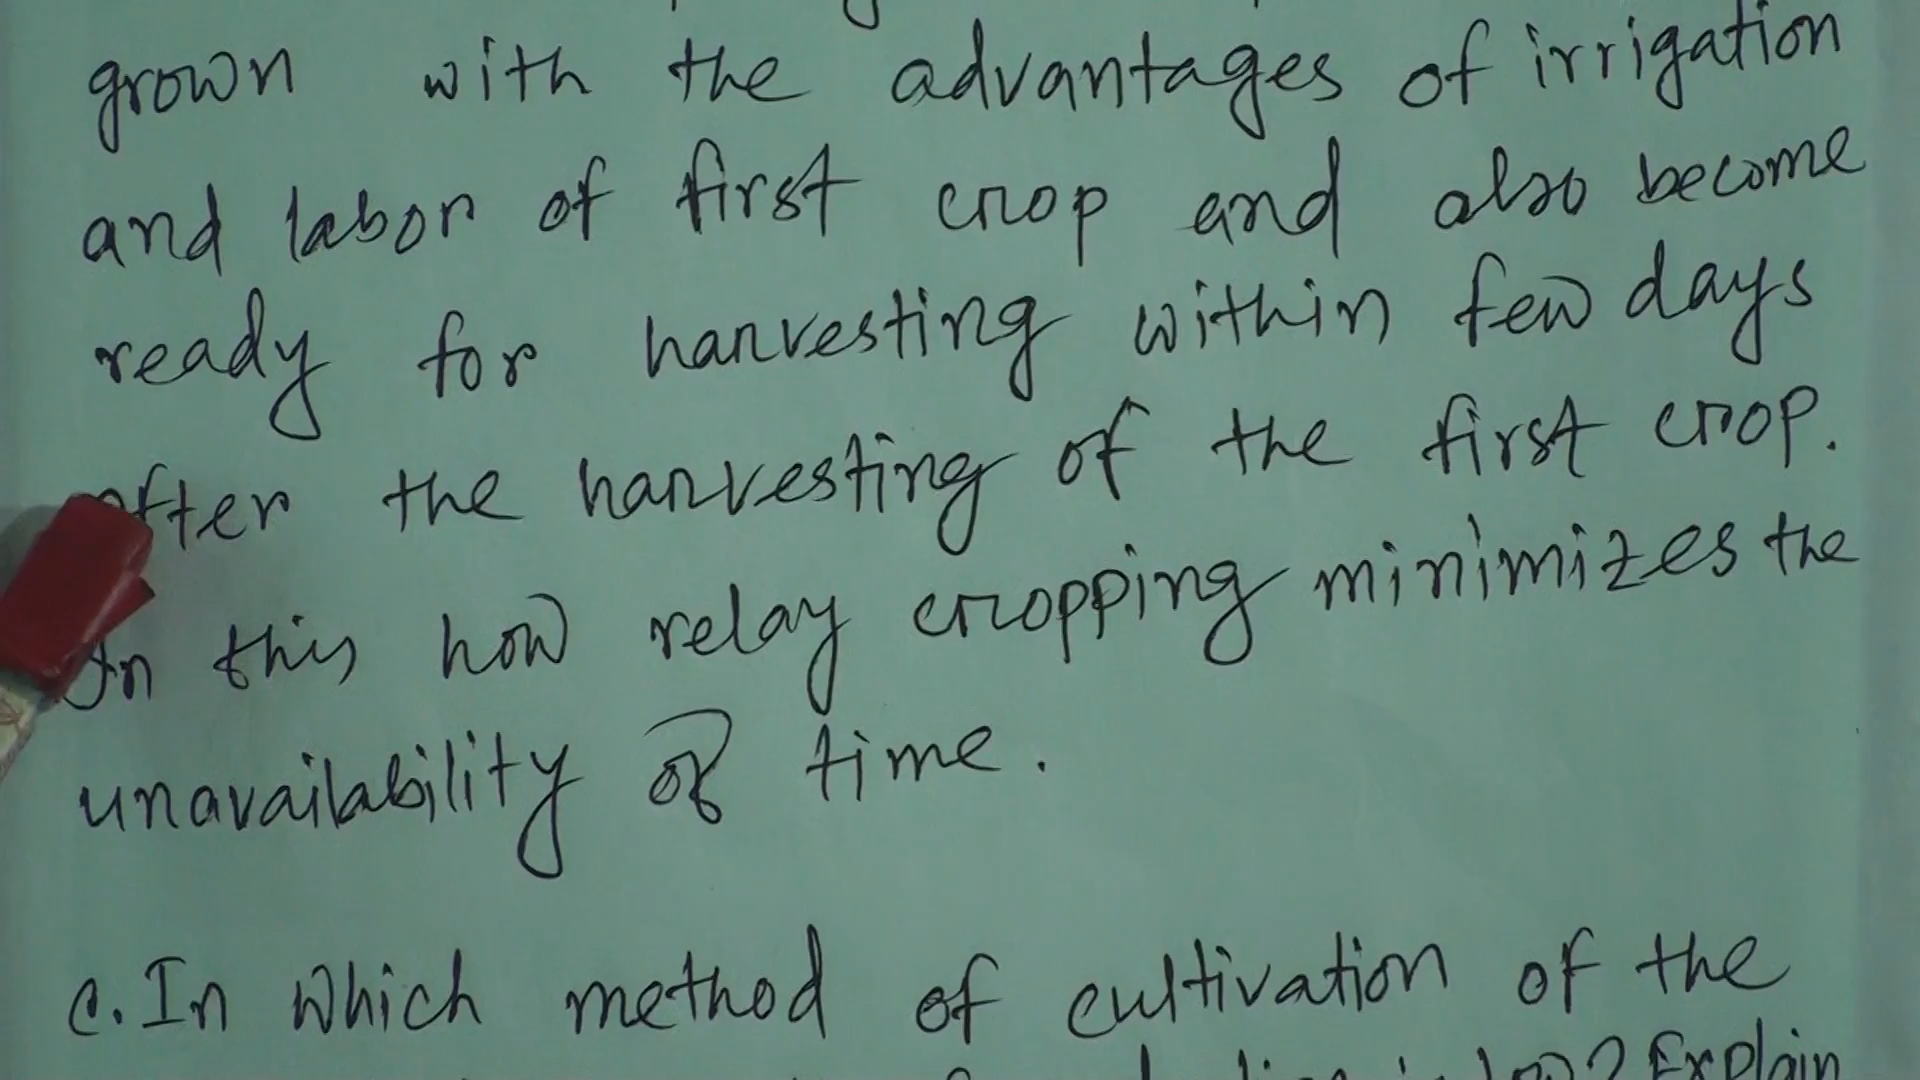 grown with the advantages of irrigation
and labor of first crop and also become
ready for harvesting within few days
after the harvesting of the first crop.
In this how relay cropping minimizes the
unavailability of time.
c. In which method of cultivation of the
Explain